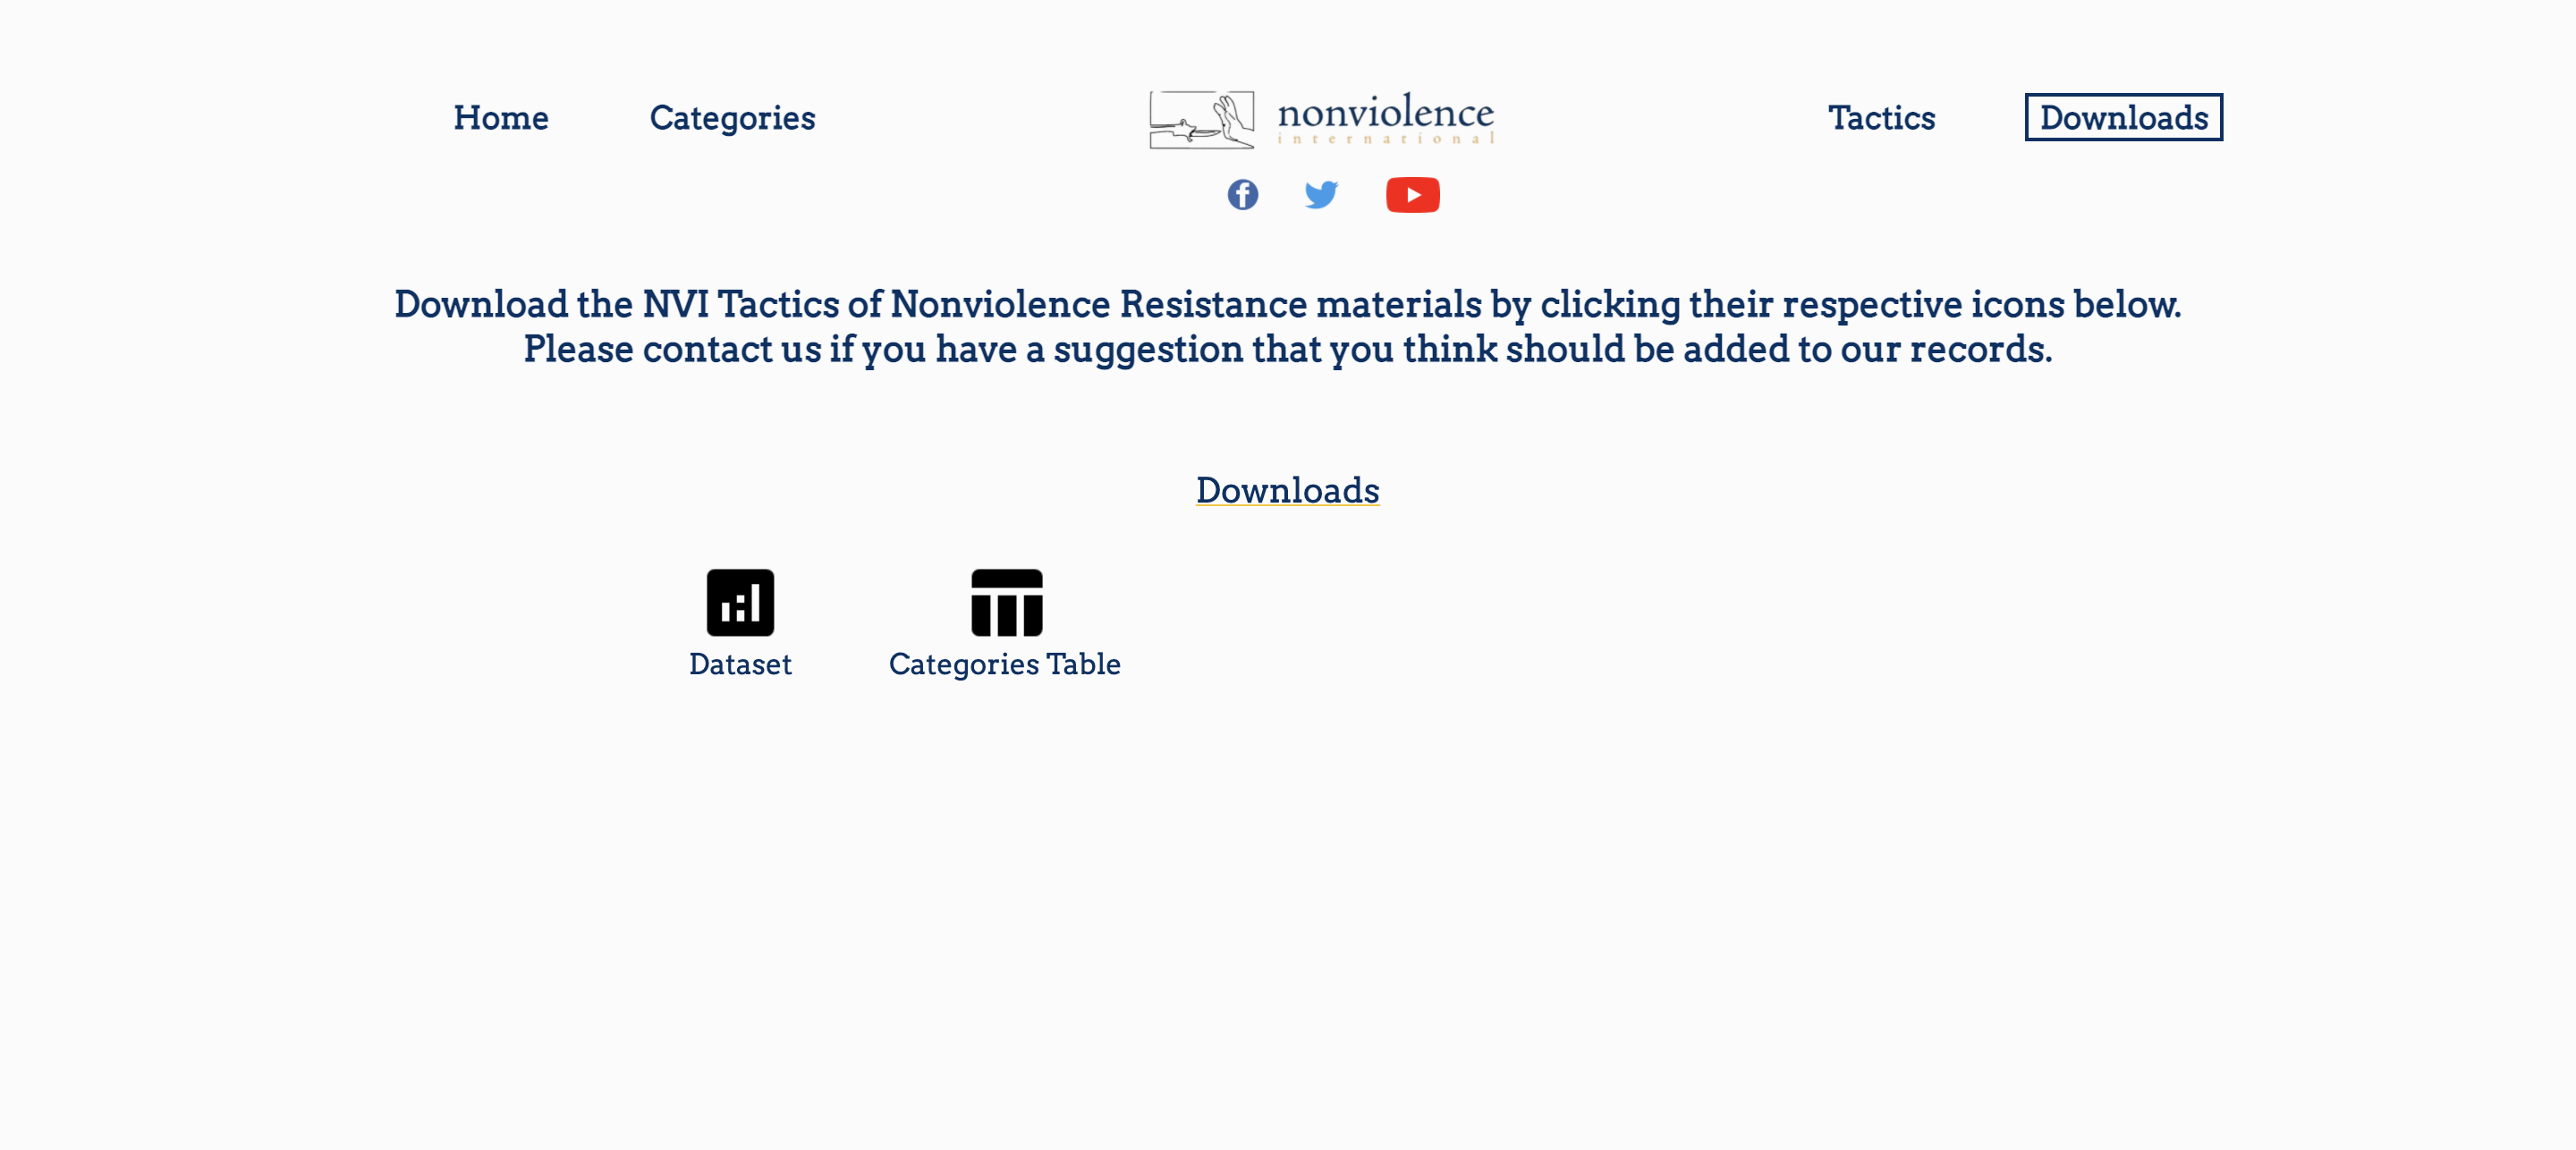 Home
Categories
nonviolence
international
Tactics
Downloads
Download the NVI Tactics of Nonviolence Resistance materials by clicking their respective icons below.
Please contact us if you have a suggestion that you think should be added to our records.
Downloads
Dataset
Categories Table